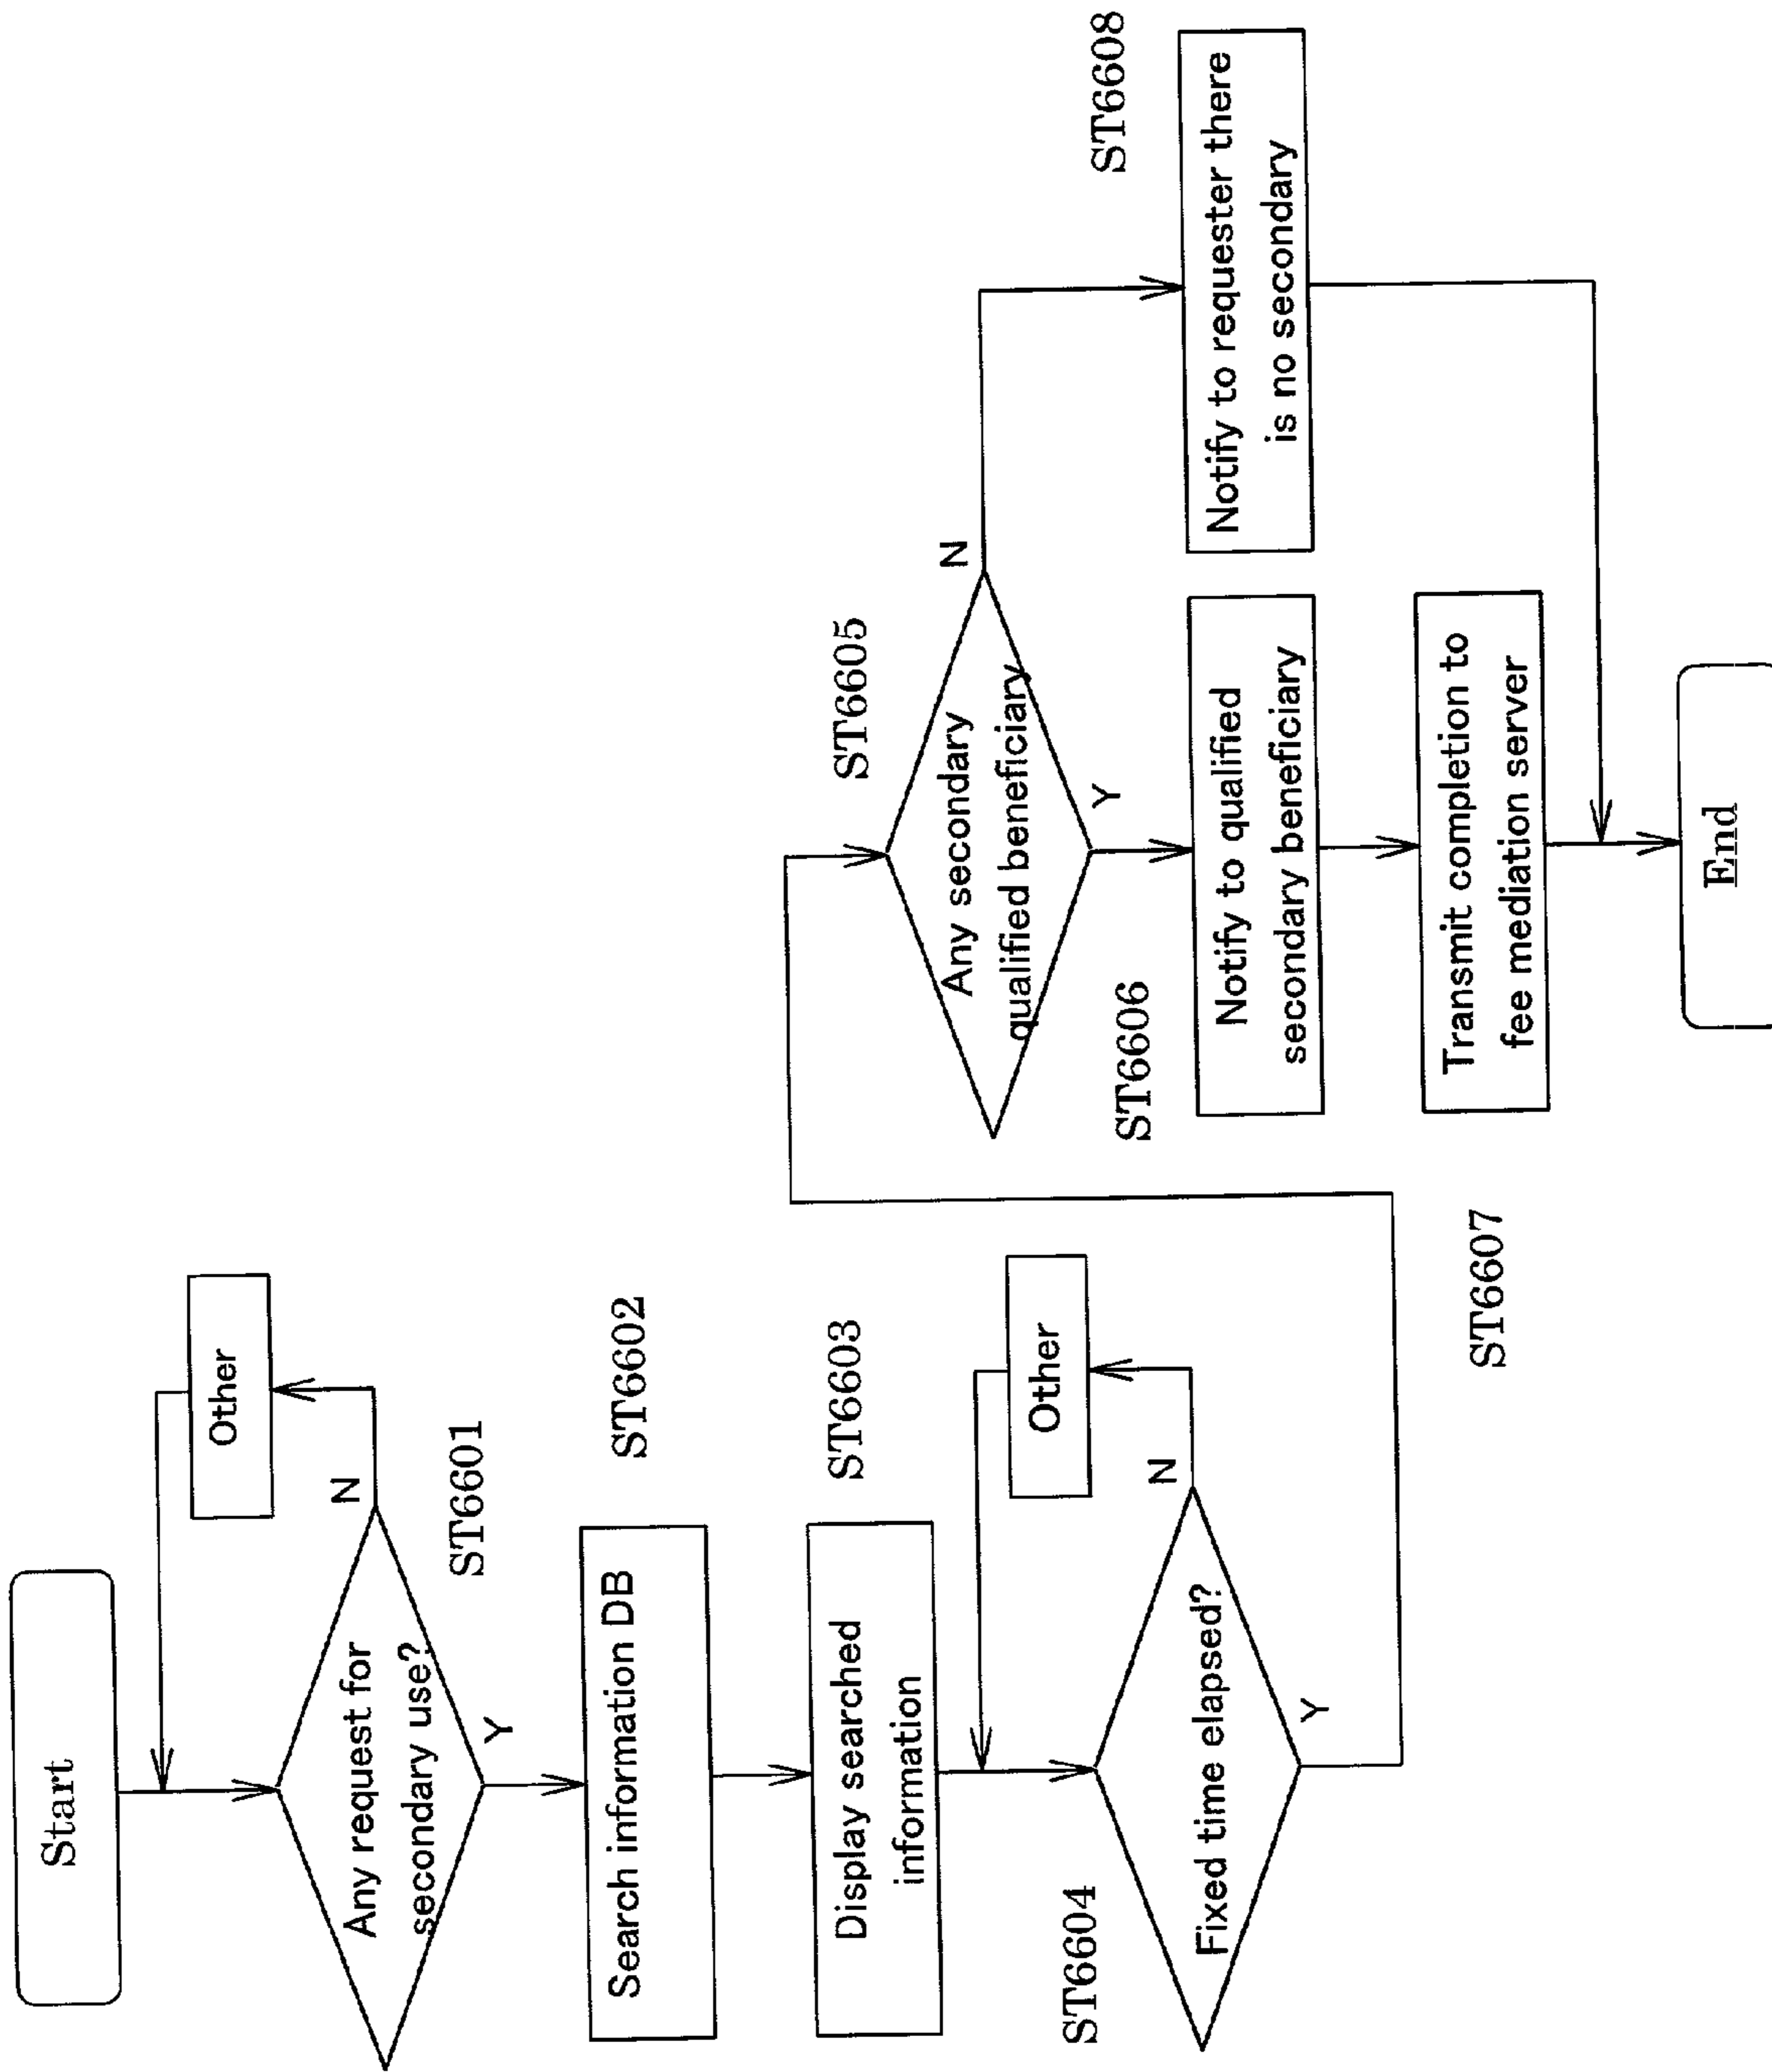 Start
Other
Any request for
secondary use?
N
Y
ST6601
Search information DB
ST6602
Display searched
information
ST6603
Other
Fixed time elapsed?
N
Y
ST6604
Any secondary
qualified beneficiary
N
Y
ST6605
Notify to qualified
secondary beneficiary
ST6606
Transmit completion to
fee mediation server
ST6607
Notify to requester there
is no secondary
ST6608
End